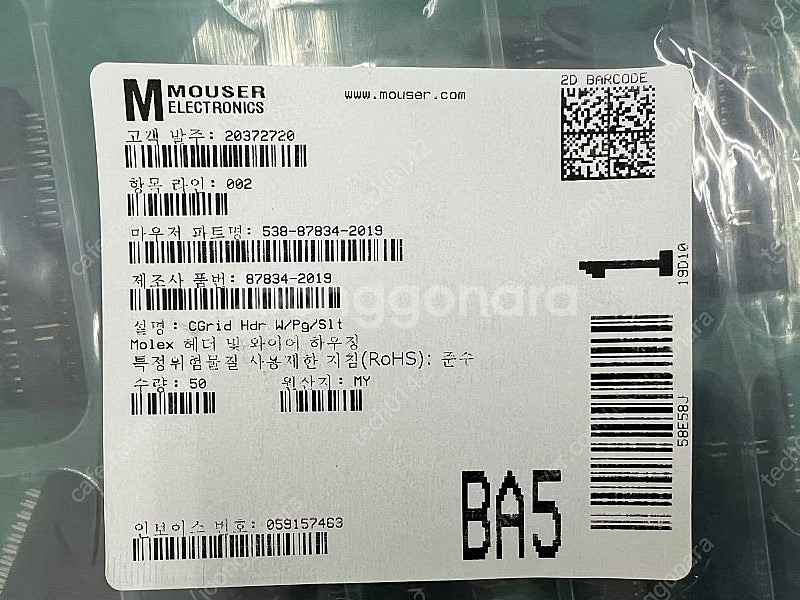 MOUSER
ELECTRONICS
www.mouser.com
2D BARCODE
고객 발주: 20372720
항목 라인: 002
마우저 파트명: 538-87834-2019
제조사 품번: 87834-2019
설명: CGrid Hdr W/Pg/Slt
Molex 헤더 및 와이어 하우징
특정위험물질 사용제한 지침(RoHS): 준수
수량: 50 원산지: MY
인보이스 번호: 059157463
1
19D10
58E58J
BA5
joonggonara